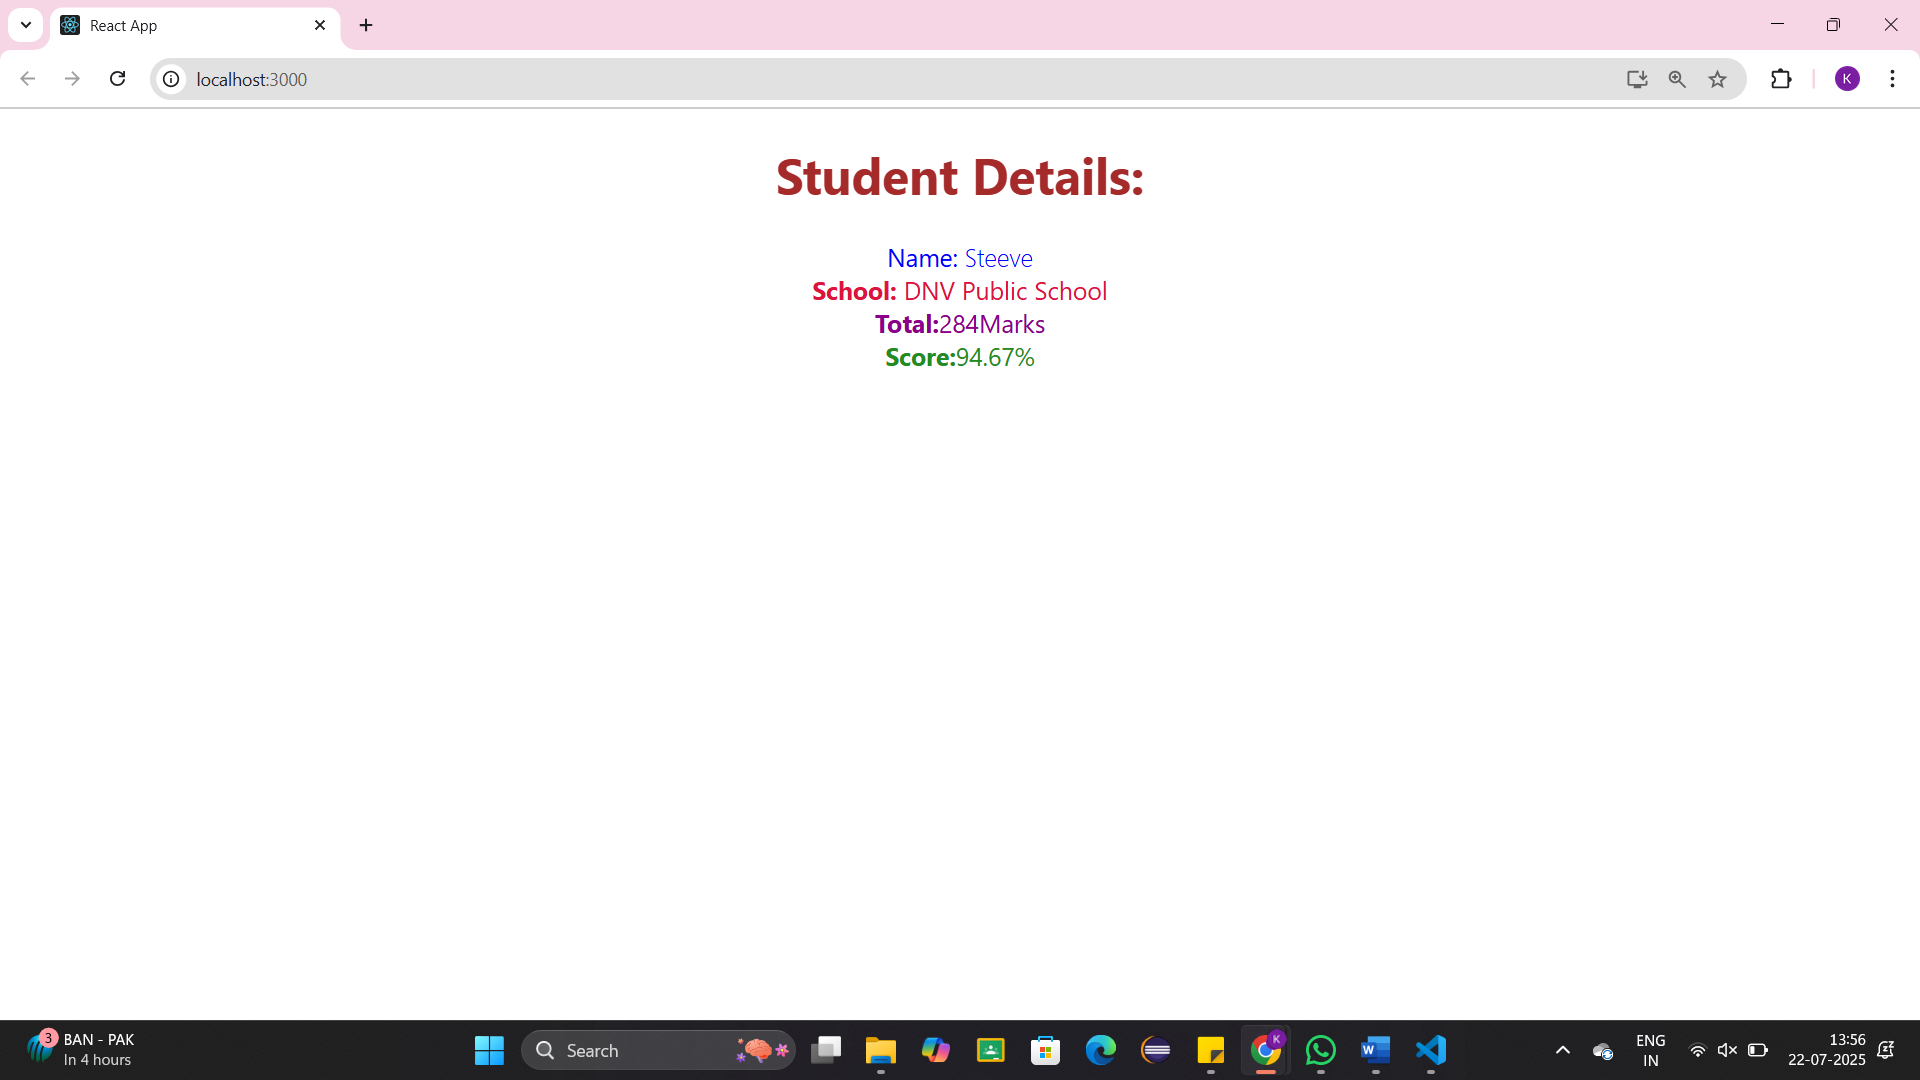 React App
localhost:3000
K
Student Details:
Name: Steeve
School: DNV Public School
Total:284Marks
Score:94.67%
3
BAN - PAK
In 4 hours
Search
K
W
ENG
IN
13:56
22-07-2025